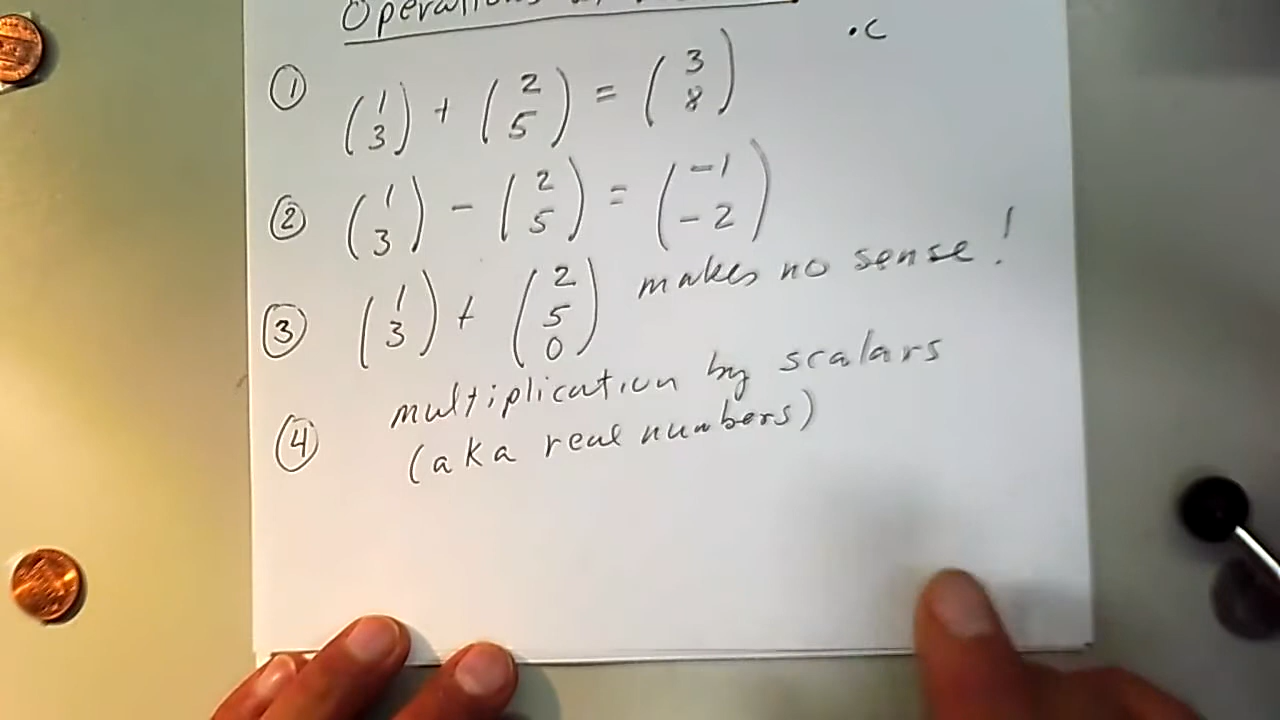 Operations
.C
① (1 3) + (2 5) = (3 8)
② (1 3) - (2 5) = (-1 -2)
③ (1 3) + (2 5 0) makes no sense!
④ multiplication by scalars
(aka real numbers)